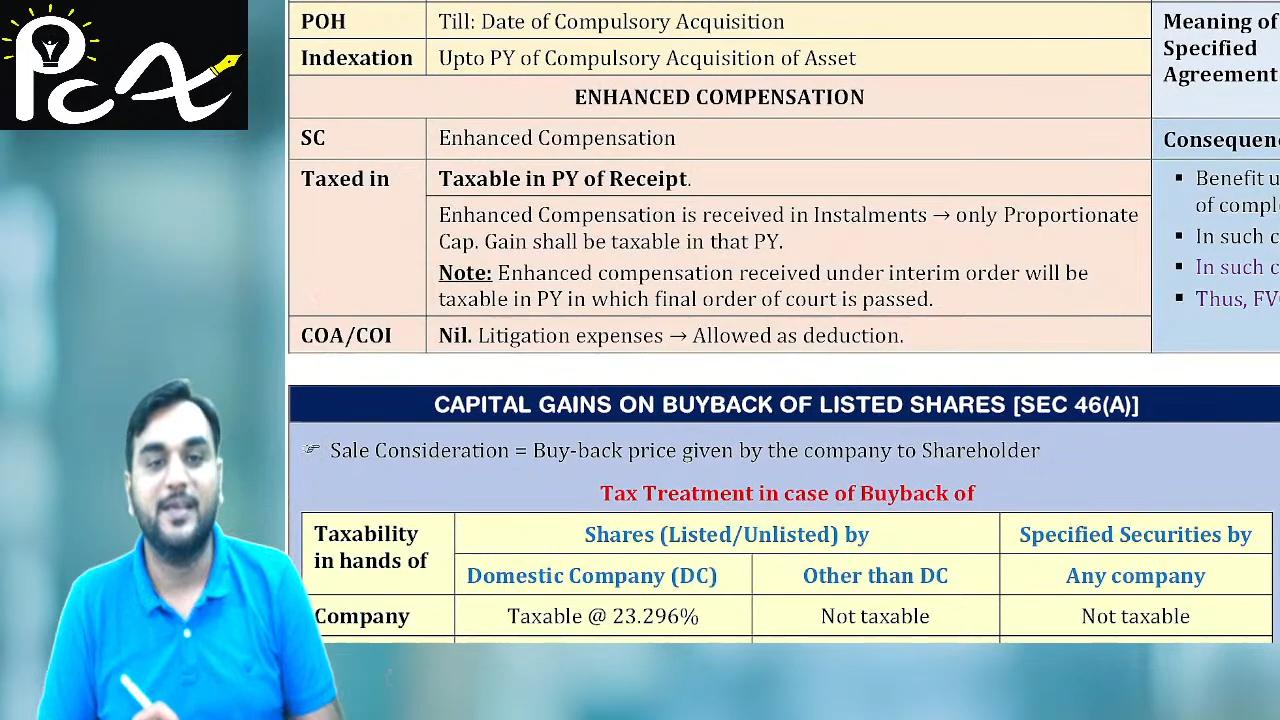 PCA
POH Till: Date of Compulsory Acquisition
Indexation Upto PY of Compulsory Acquisition of Asset
ENHANCED COMPENSATION
SC Enhanced Compensation
Taxed in Taxable in PY of Receipt.
Enhanced Compensation is received in Instalments → only Proportionate
Cap. Gain shall be taxable in that PY.
Note: Enhanced compensation received under interim order will be
taxable in PY in which final order of court is passed.
COA/COI Nil. Litigation expenses → Allowed as deduction.
Meaning of
Specified
Agreement
Consequen
▪ Benefit u
of compl
▪ In such c
▪ In such c
▪ Thus, FV
CAPITAL GAINS ON BUYBACK OF LISTED SHARES [SEC 46(A)]
☞ Sale Consideration = Buy-back price given by the company to Shareholder
Tax Treatment in case of Buyback of
Taxability
in hands of
Shares (Listed/Unlisted) by Specified Securities by
Domestic Company (DC) Other than DC Any company
Company Taxable @ 23.296% Not taxable Not taxable